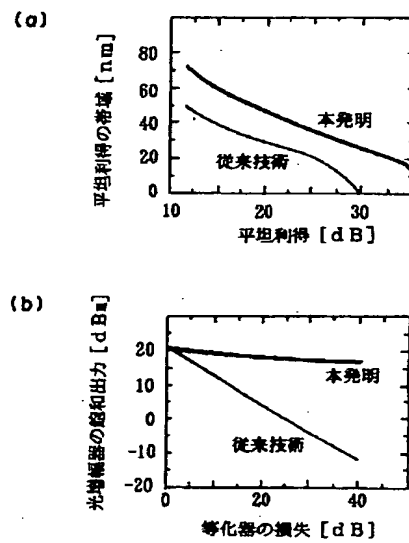 (a)
平坦利得の帯域 [nm]
80
60
40
20
0
本発明
従来技術
10
20
30
平坦利得 [dB]
(b)
光増幅器の飽和出力 [dBm]
20
10
0
-10
-20
本発明
従来技術
0
20
40
等化器の損失 [dB]